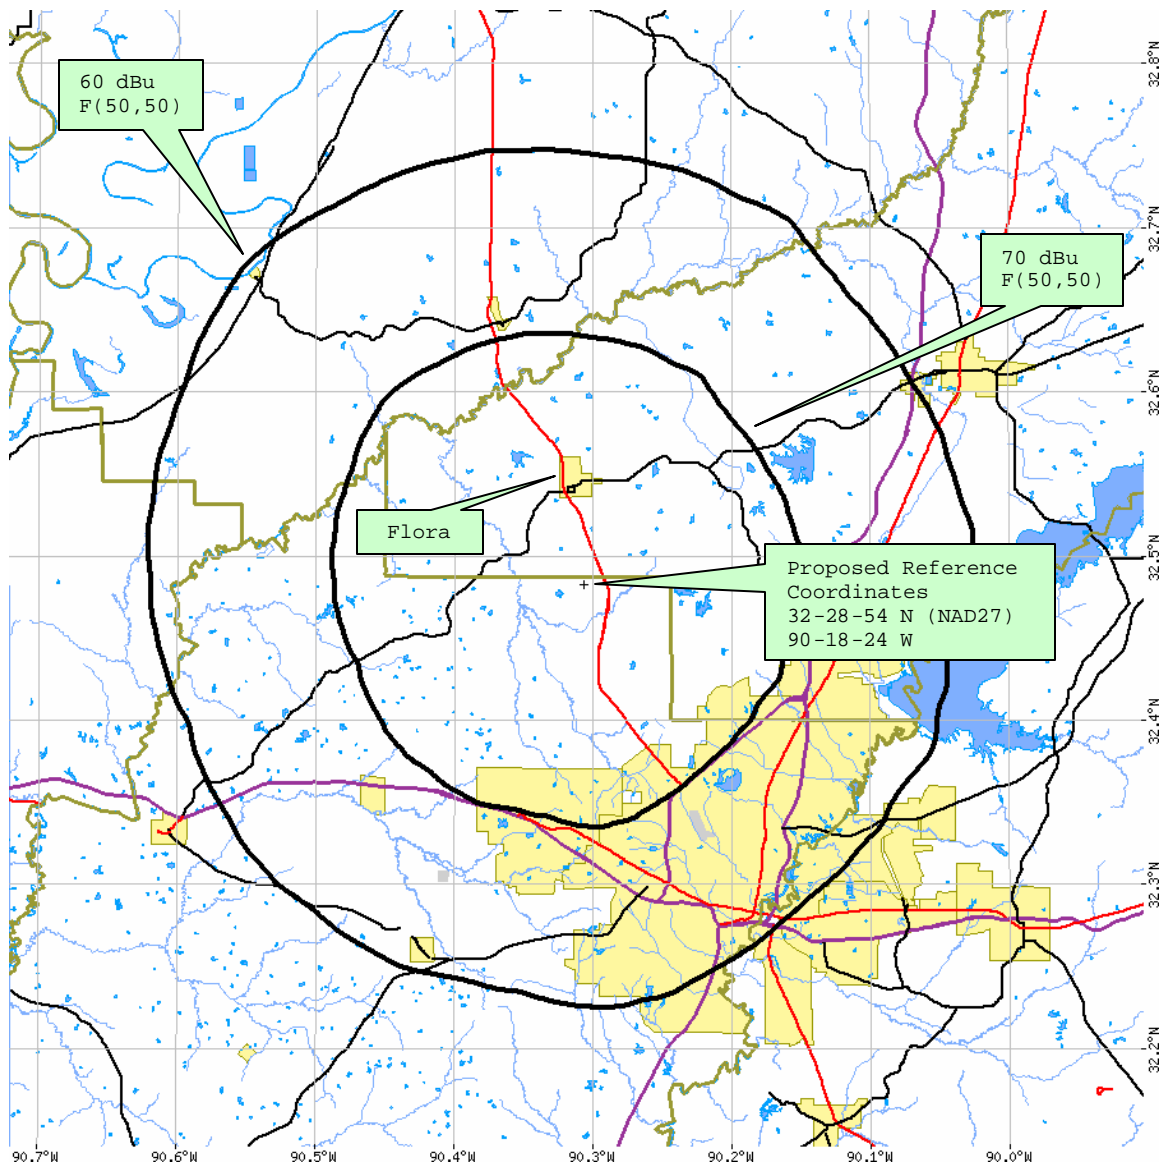 60 dBu
F(50,50)
70 dBu
F(50,50)
Flora
Proposed Reference
Coordinates
32-28-54 N (NAD27)
90-18-24 W
32.8°N
32.7°N
32.6°N
32.5°N
32.4°N
32.3°N
32.2°N
90.7°W
90.6°W
90.5°W
90.4°W
90.3°W
90.2°W
90.1°W
90.0°W